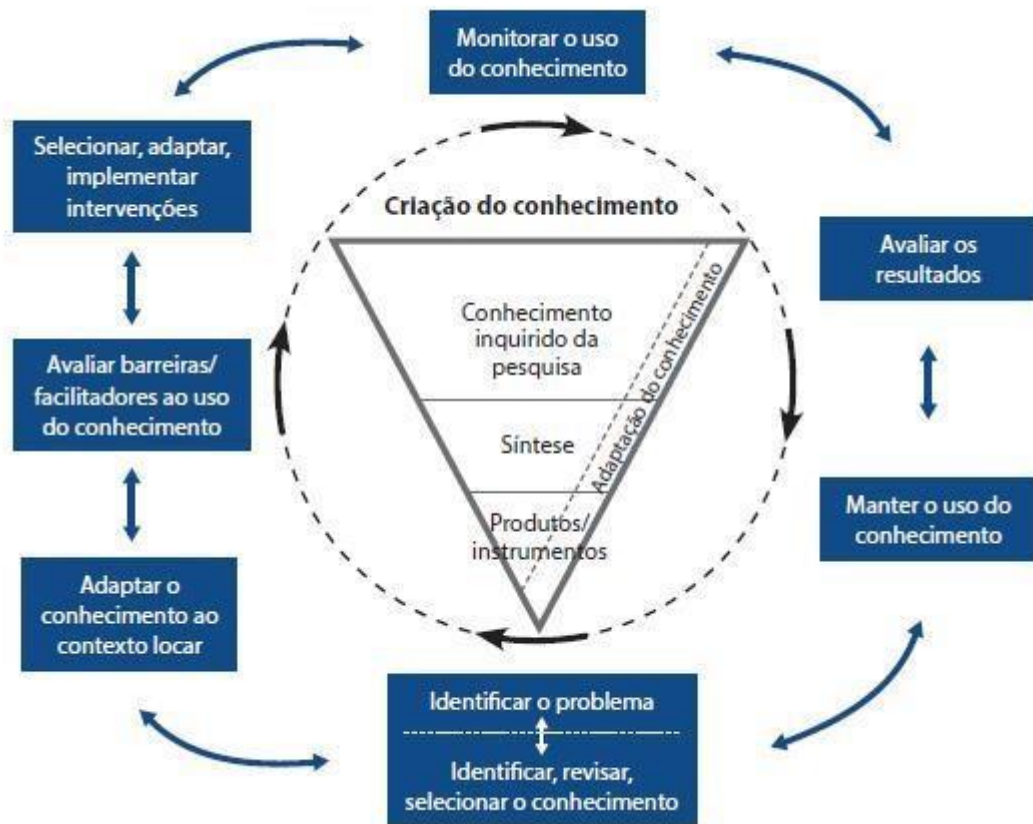 Monitorar o uso
do conhecimento
Selecionar, adaptar,
implementar
intervenções
Criação do conhecimento
Avaliar os
resultados
Conhecimento
inquirido da
pesquisa
Adaptação do conhecimento
Avaliar barreiras/
facilitadores ao uso
do conhecimento
Síntese
Produtos/
instrumentos
Manter o uso do
conhecimento
Adaptar o
conhecimento ao
contexto locar
Identificar o problema
Identificar, revisar,
selecionar o conhecimento